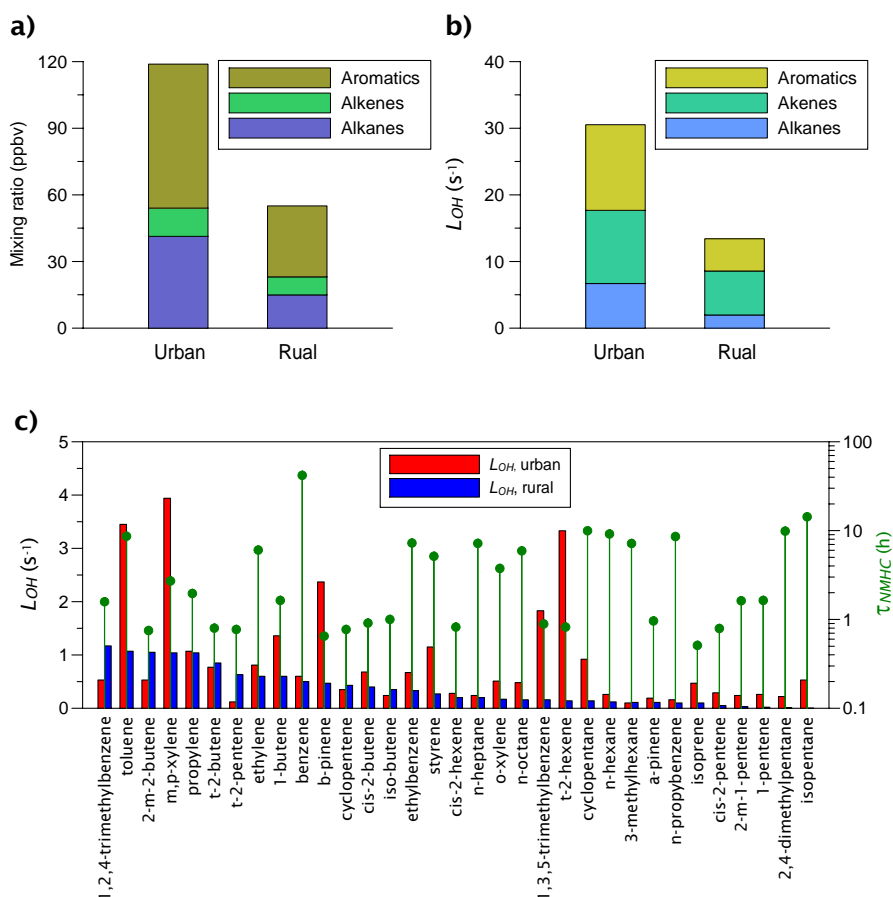 a)
120
90
60
30
0
Mixing ratio (ppbv)
Aromatics
Alkenes
Alkanes
Urban
Rual
b)
40
30
20
10
0
LOH (s-1)
Aromatics
Akenes
Alkanes
Urban
Rual
c)
5
4
3
2
1
0
LOH (s-1)
LOH, urban
LOH, rural
100
10
1
0.1
τNMHC (h)
1,2,4-trimethylbenzene
toluene
2-m-2-butene
m,p-xylene
propylene
t-2-butene
t-2-pentene
ethylene
1-butene
benzene
b-pinene
cyclopentene
cis-2-butene
iso-butene
ethylbenzene
styrene
cis-2-hexene
n-heptane
o-xylene
n-octane
1,3,5-trimethylbenzene
t-2-hexene
cyclopentane
n-hexane
3-methylhexane
a-pinene
n-propylbenzene
isoprene
cis-2-pentene
2-m-1-pentene
1-pentene
2,4-dimethylpentane
isopentane